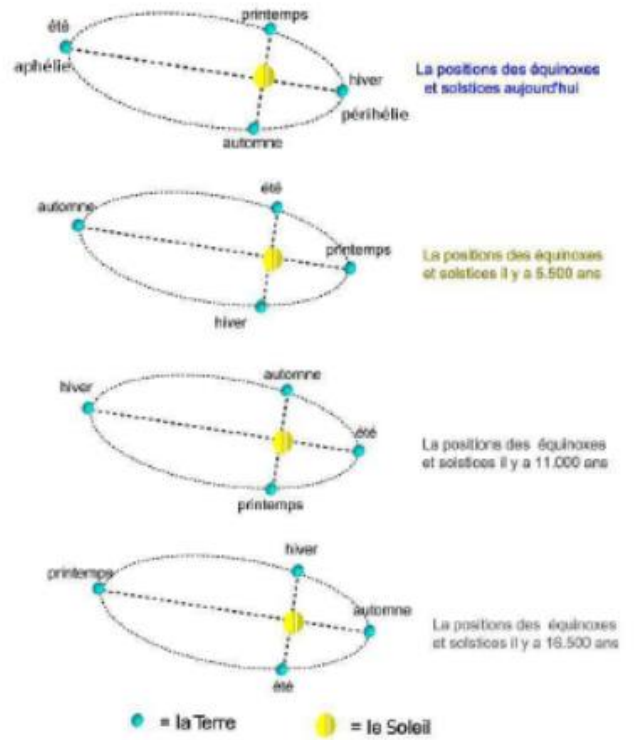 printemps
été
aphélie
hiver
périhélie
automne
La positions des équinoxes
et solstices aujourd'hui
été
automne
printemps
hiver
La positions des équinoxes
et solstices il y a 5.500 ans
automne
hiver
été
printemps
La positions des équinoxes
et solstices il y a 11.000 ans
hiver
printemps
automne
été
La positions des équinoxes
et solstices il y a 16.500 ans
= la Terre
= le Soleil